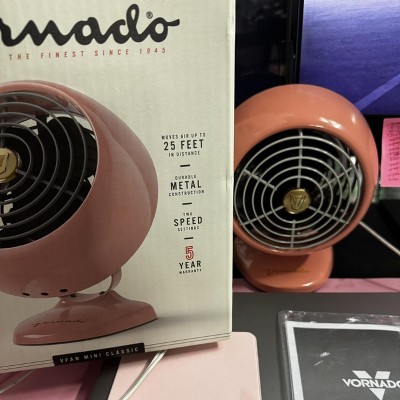 rnado®
THE FINEST SINCE 1945
MOVES AIR UP TO
25 FEET
IN DISTANCE
DURABLE
METAL
CONSTRUCTION
TWO
SPEED
SETTINGS
5
YEAR
WARRANTY
VFAN MINI CLASSIC
VORNADO